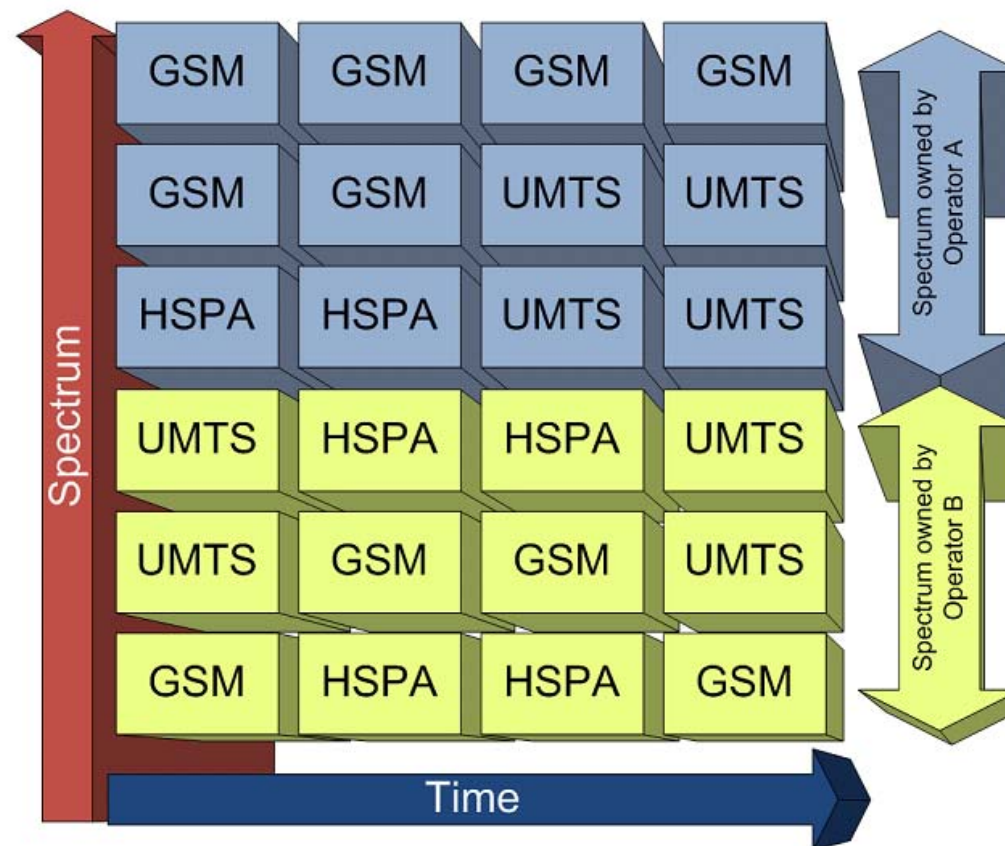 GSM GSM GSM GSM
GSM GSM UMTS UMTS
HSPA HSPA UMTS UMTS
UMTS HSPA HSPA UMTS
UMTS GSM GSM UMTS
GSM HSPA HSPA GSM
Spectrum
Time
Spectrum owned by
Operator A
Spectrum owned by
Operator B